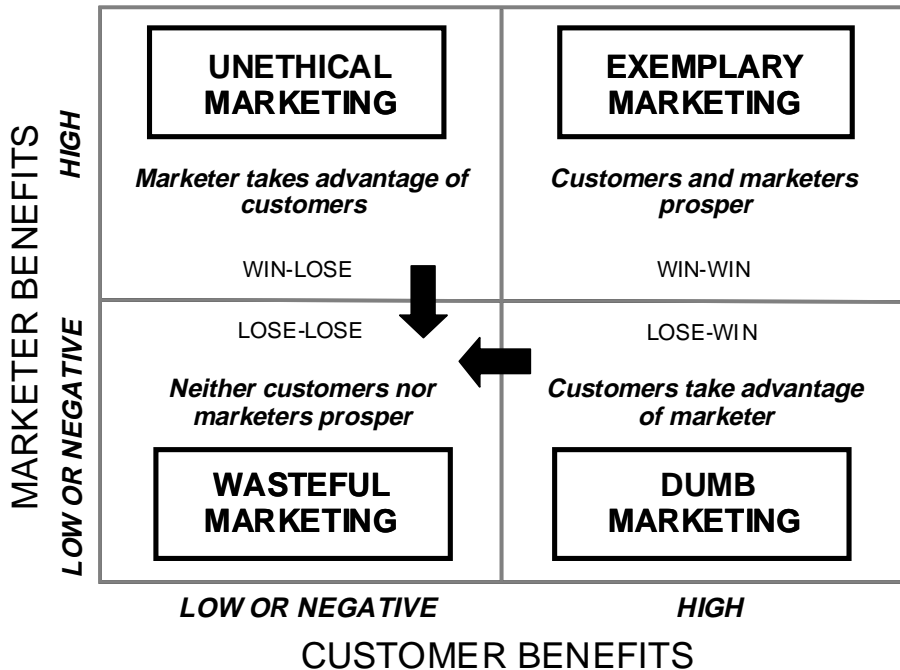 MARKETER BENEFITS
HIGH
LOW OR NEGATIVE
UNETHICAL
MARKETING
Marketer takes advantage of
customers
WIN-LOSE
EXEMPLARY
MARKETING
Customers and marketers
prosper
WIN-WIN
LOSE-LOSE
Neither customers nor
marketers prosper
WASTEFUL
MARKETING
LOSE-WIN
Customers take advantage
of marketer
DUMB
MARKETING
LOW OR NEGATIVE
HIGH
CUSTOMER BENEFITS